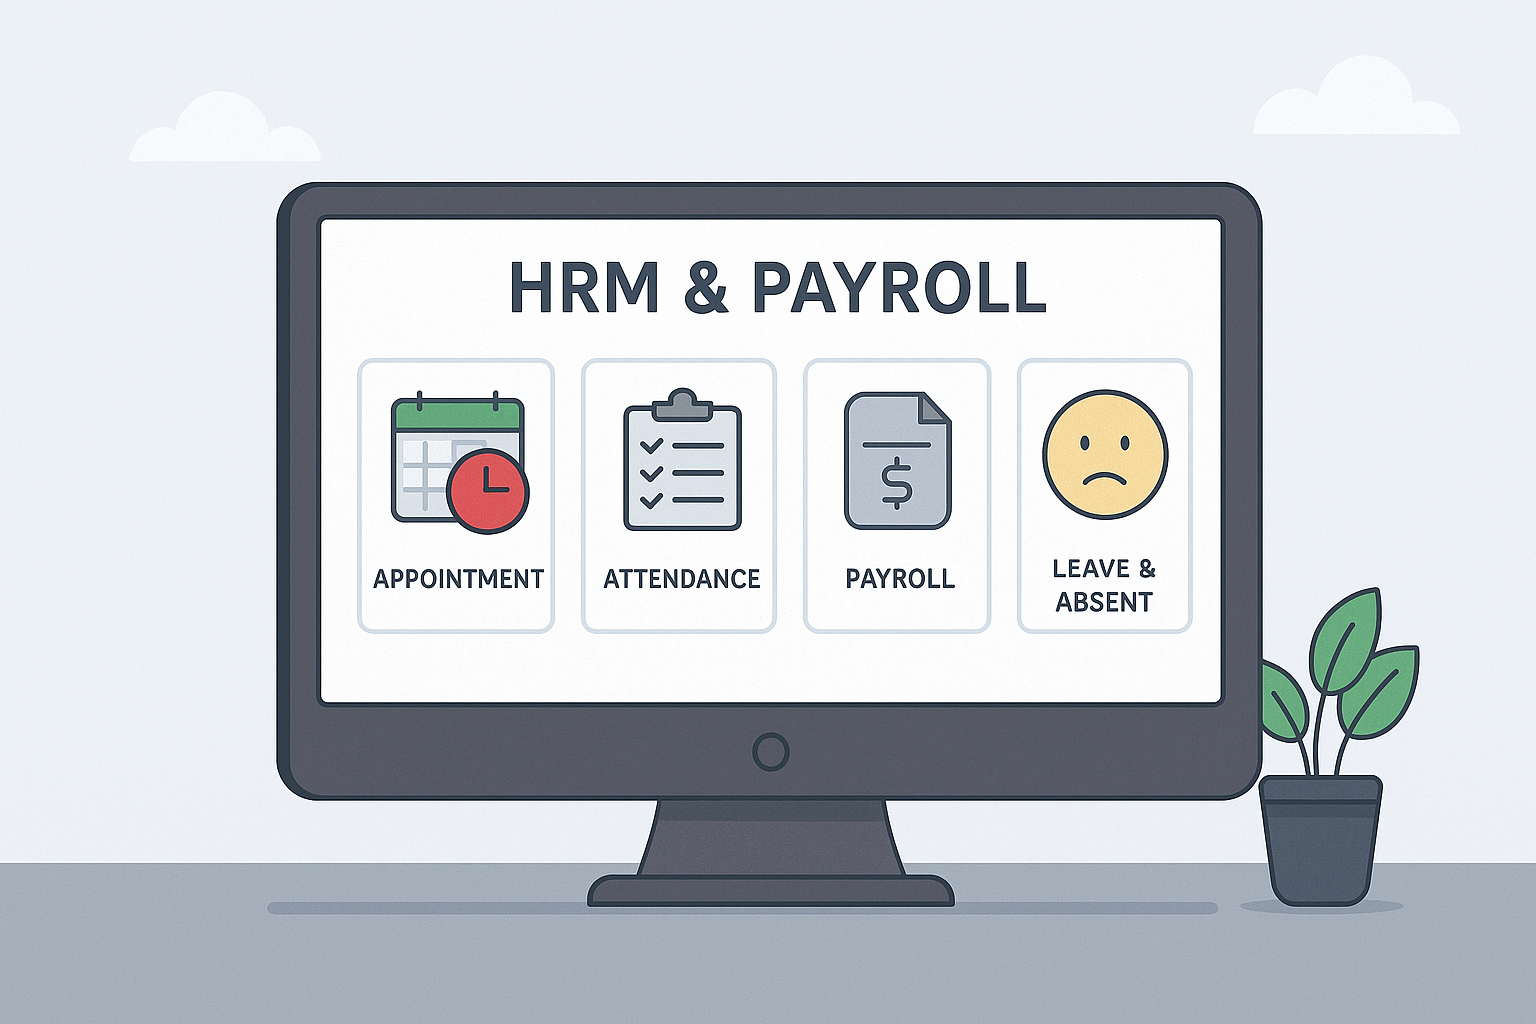 HRM & PAYROLL
APPOINTMENT
ATTENDANCE
PAYROLL
LEAVE &
ABSENT